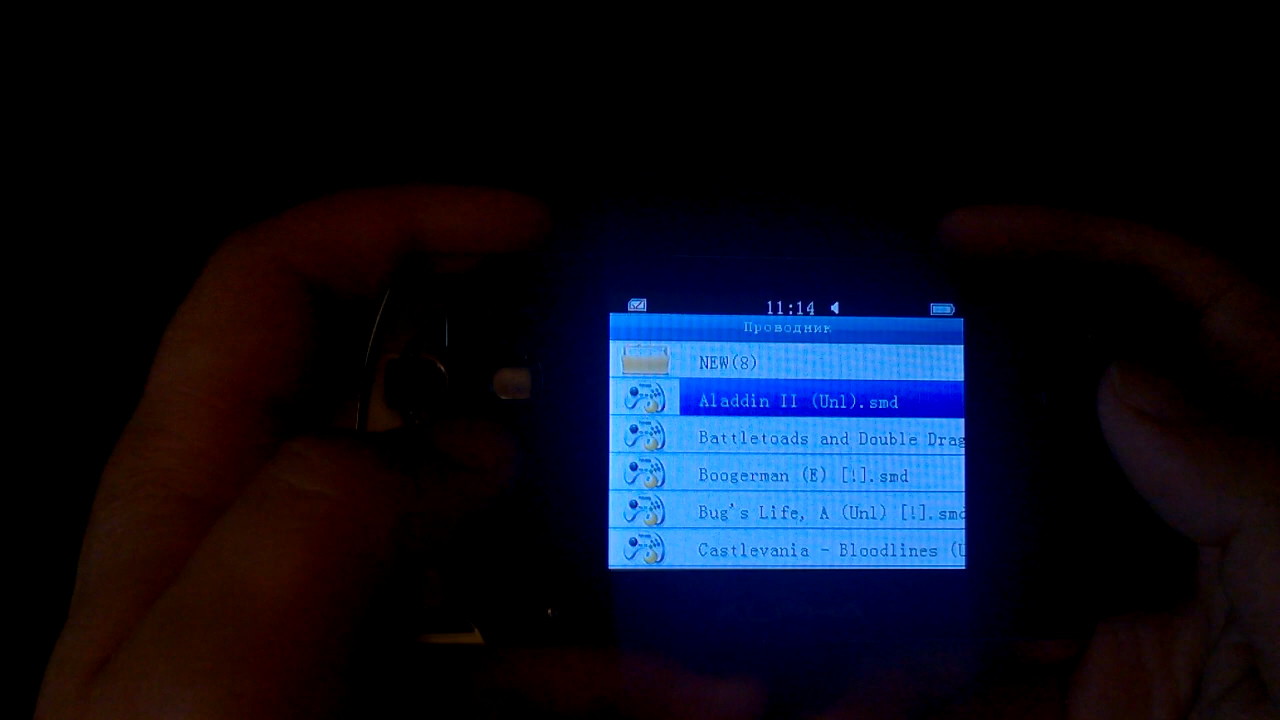 11:14
Проводник
NEW(8)
Aladdin II (Unl).smd
Battletoads and Double Drag
Boogerman (E) [!].smd
Bug's Life, A (Unl) [!].smd
Castlevania - Bloodlines (U